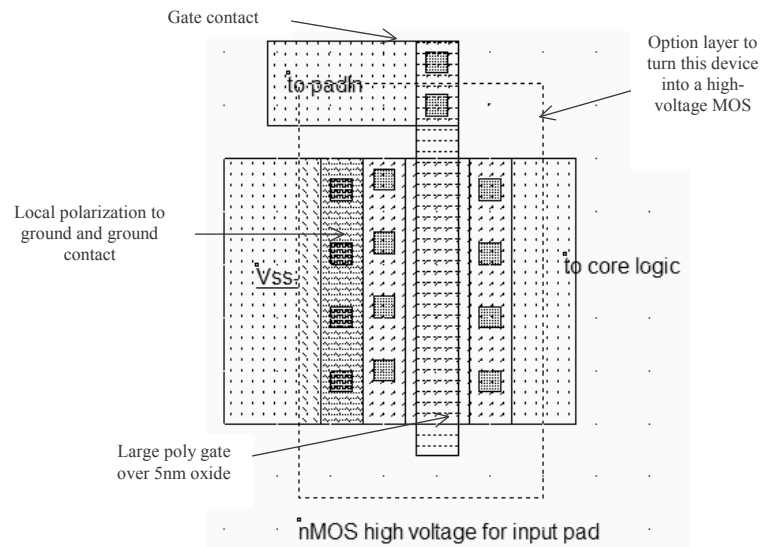 Gate contact
Option layer to
turn this device
into a high-
voltage MOS
to padIn
Local polarization to
ground and ground
contact
Vss-
to core logic
Large poly gate
over 5nm oxide
nMOS high voltage for input pad